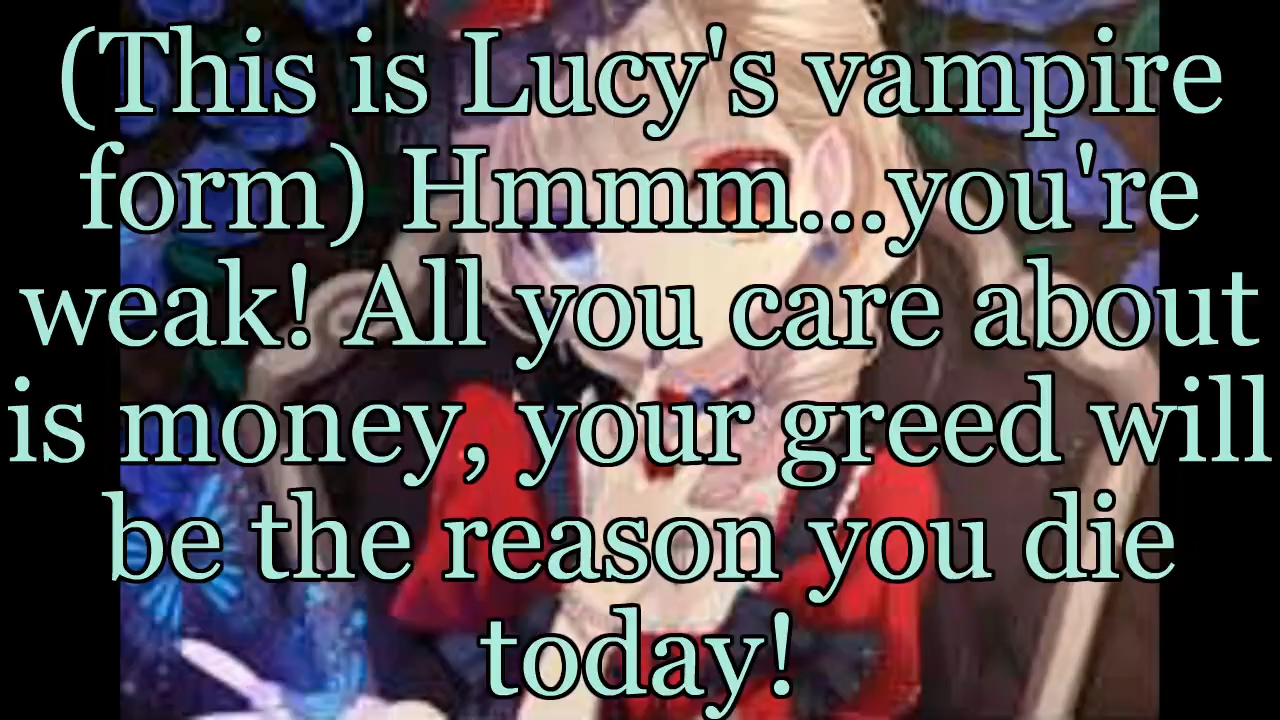 (This is Lucy's vampire
form) Hmmm...you're
weak! All you care about
is money, your greed will
be the reason you die
today!